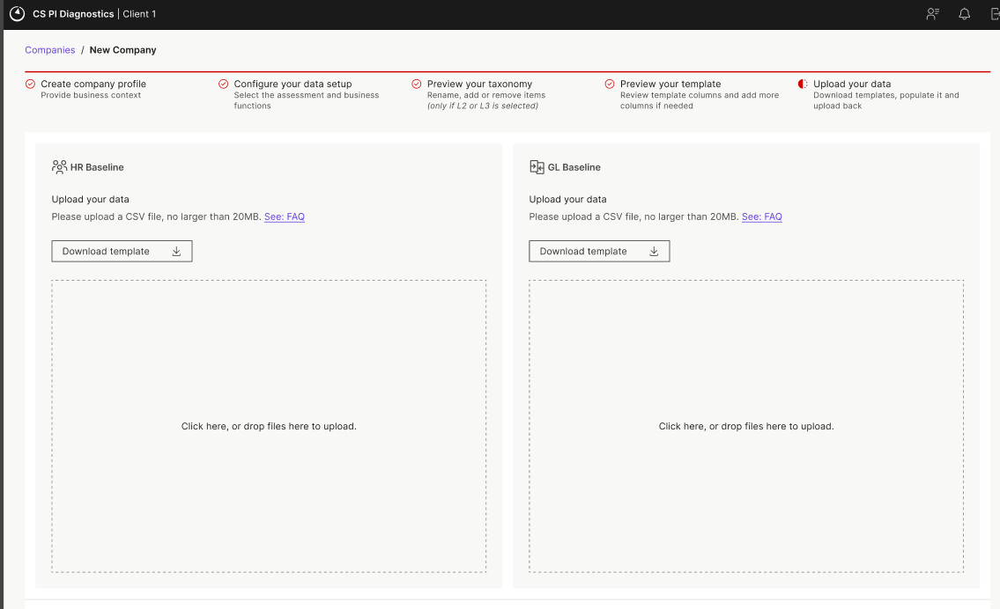 CS PI Diagnostics | Client 1
Companies / New Company
Create company profile
Provide business context
Configure your data setup
Select the assessment and business
functions
Preview your taxonomy
Rename, add or remove items
(only if L2 or L3 is selected)
Preview your template
Review template columns and add more
columns if needed
Upload your data
Download templates, populate it and
upload back
HR Baseline
Upload your data
Please upload a CSV file, no larger than 20MB. See: FAQ
Download template
Click here, or drop files here to upload.
GL Baseline
Upload your data
Please upload a CSV file, no larger than 20MB. See: FAQ
Download template
Click here, or drop files here to upload.